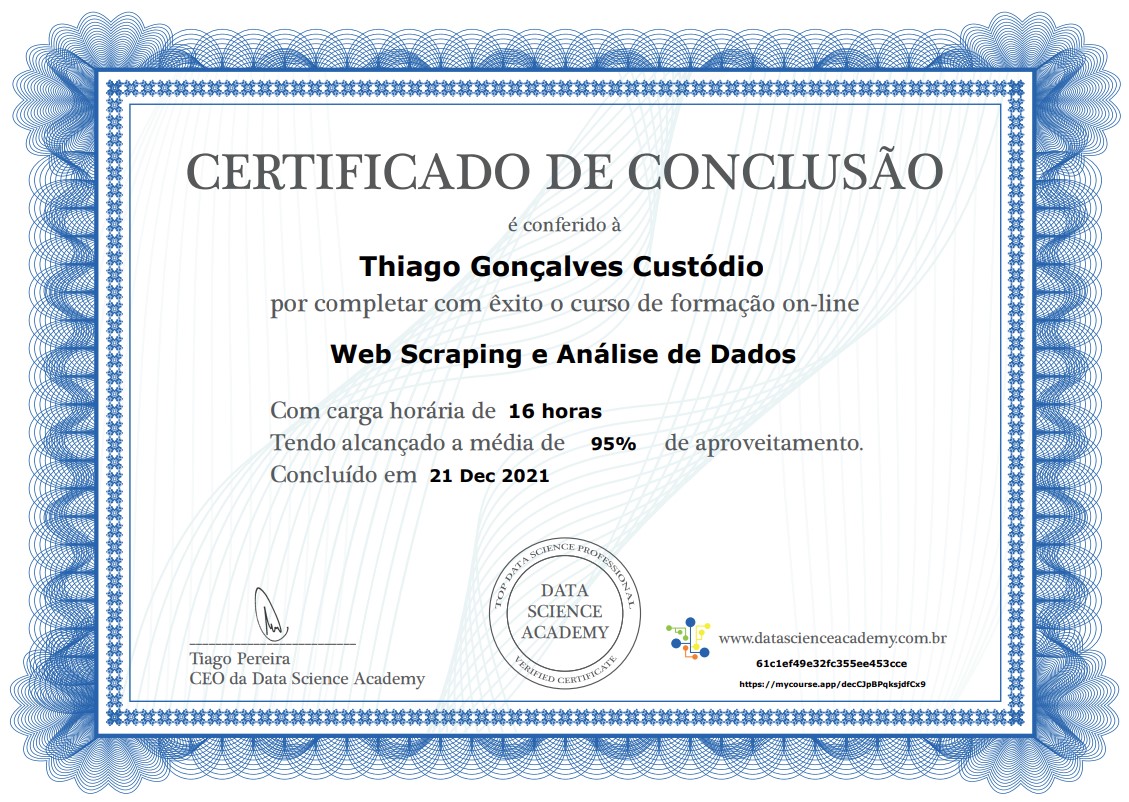 CERTIFICADO DE CONCLUSÃO
é conferido à
Thiago Gonçalves Custódio
por completar com êxito o curso de formação on-line
Web Scraping e Análise de Dados
Com carga horária de 16 horas
Tendo alcançado a média de 95% de aproveitamento.
Concluído em 21 Dec 2021
TOP DATA SCIENCE PROFESSIONAL
DATA
SCIENCE
ACADEMY
VERIFIED CERTIFICATE
Tiago Pereira
CEO da Data Science Academy
www.datascienceacademy.com.br
61c1ef49e32fc355ee453cce
https://mycourse.app/decCJpBPqksjdfCx9